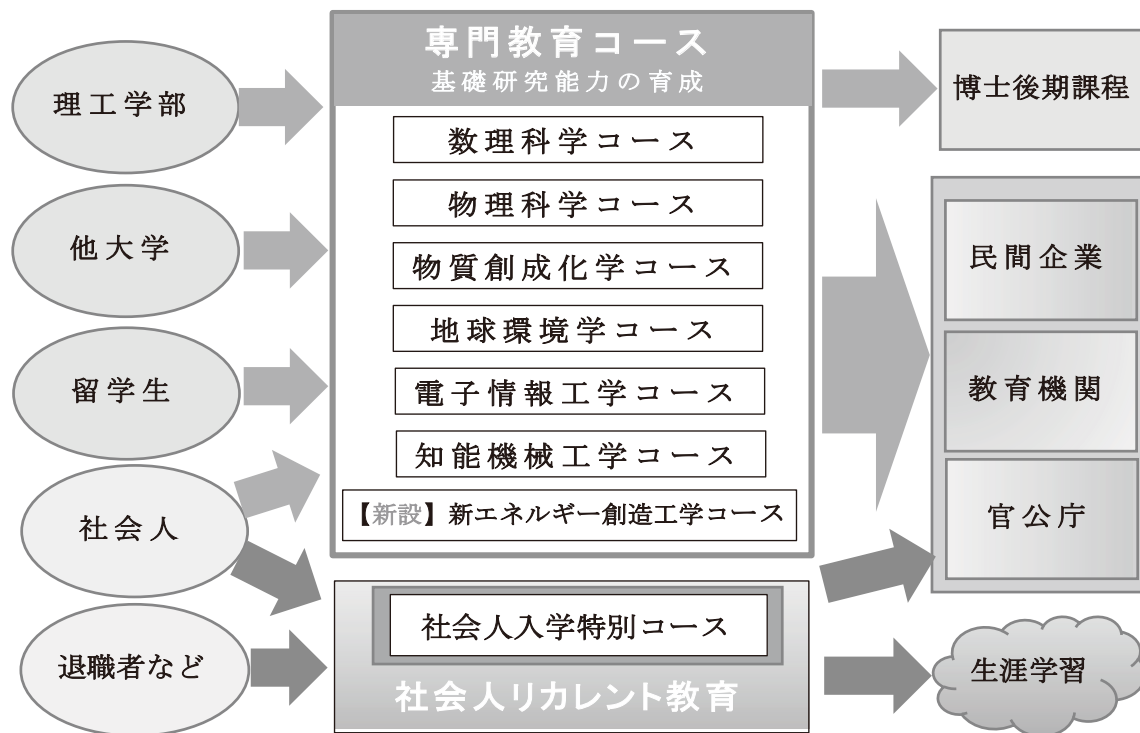 理工学部
他大学
留学生
社会人
退職者など
専門教育コース
基礎研究能力の育成
数理科学コース
物理科学コース
物質創成化学コース
地球環境学コース
電子情報工学コース
知能機械工学コース
【新設】新エネルギー創造工学コース
社会人入学特別コース
社会人リカレント教育
博士後期課程
民間企業
教育機関
官公庁
生涯学習